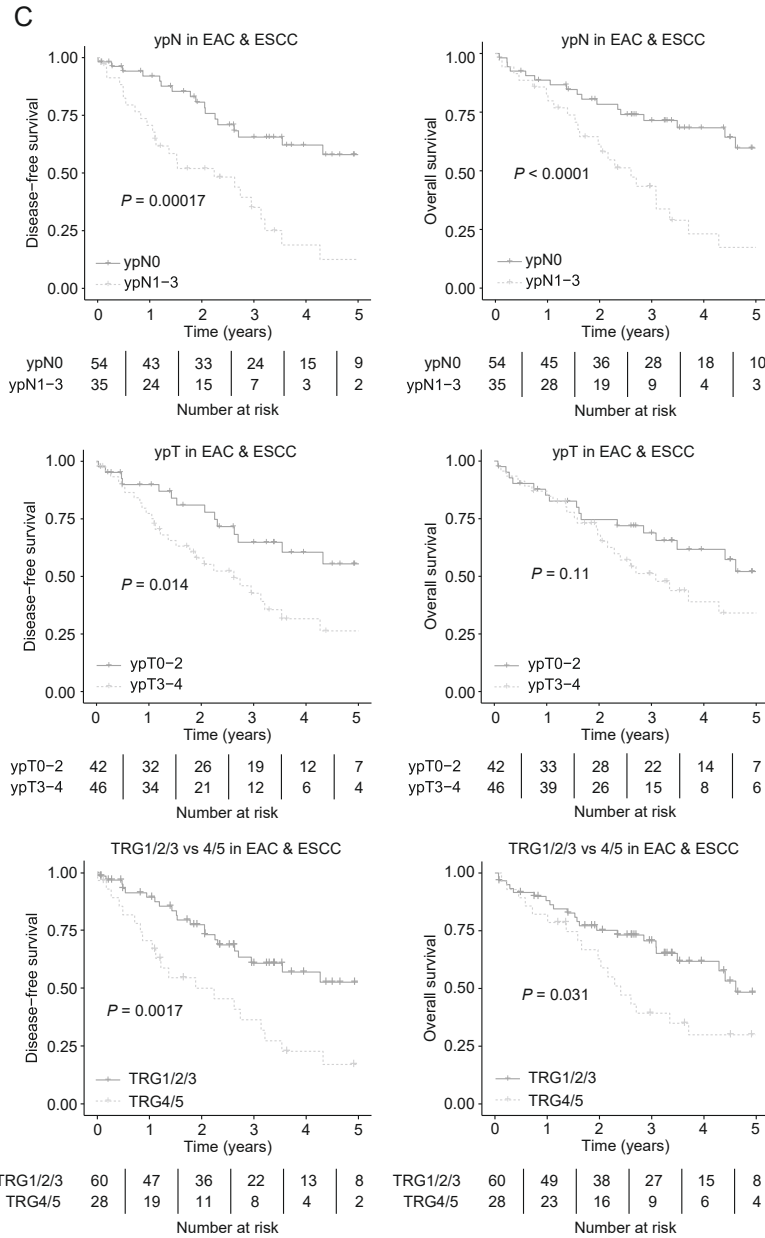 C
ypN in EAC & ESCC
Disease−free survival
1.00
0.75
0.50
0.25
0.00
P = 0.00017
ypN0
ypN1−3
0 1 2 3 4 5
Time (years)
ypN0 54 43 33 24 15 9
ypN1−3 35 24 15 7 3 2
Number at risk
ypN in EAC & ESCC
Overall survival
1.00
0.75
0.50
0.25
0.00
P < 0.0001
ypN0
ypN1−3
0 1 2 3 4 5
Time (years)
ypN0 54 45 36 28 18 10
ypN1−3 35 28 19 9 4 3
Number at risk
ypT in EAC & ESCC
Disease−free survival
1.00
0.75
0.50
0.25
0.00
P = 0.014
ypT0−2
ypT3−4
0 1 2 3 4 5
Time (years)
ypT0−2 42 32 26 19 12 7
ypT3−4 46 34 21 12 6 4
Number at risk
ypT in EAC & ESCC
Overall survival
1.00
0.75
0.50
0.25
0.00
P = 0.11
ypT0−2
ypT3−4
0 1 2 3 4 5
Time (years)
ypT0−2 42 33 28 22 14 7
ypT3−4 46 39 26 15 8 6
Number at risk
TRG1/2/3 vs 4/5 in EAC & ESCC
Disease−free survival
1.00
0.75
0.50
0.25
0.00
P = 0.0017
TRG1/2/3
TRG4/5
0 1 2 3 4 5
Time (years)
TRG1/2/3 60 47 36 22 13 8
TRG4/5 28 19 11 8 4 2
Number at risk
TRG1/2/3 vs 4/5 in EAC & ESCC
Overall survival
1.00
0.75
0.50
0.25
0.00
P = 0.031
TRG1/2/3
TRG4/5
0 1 2 3 4 5
Time (years)
TRG1/2/3 60 49 38 27 15 8
TRG4/5 28 23 16 9 6 4
Number at risk